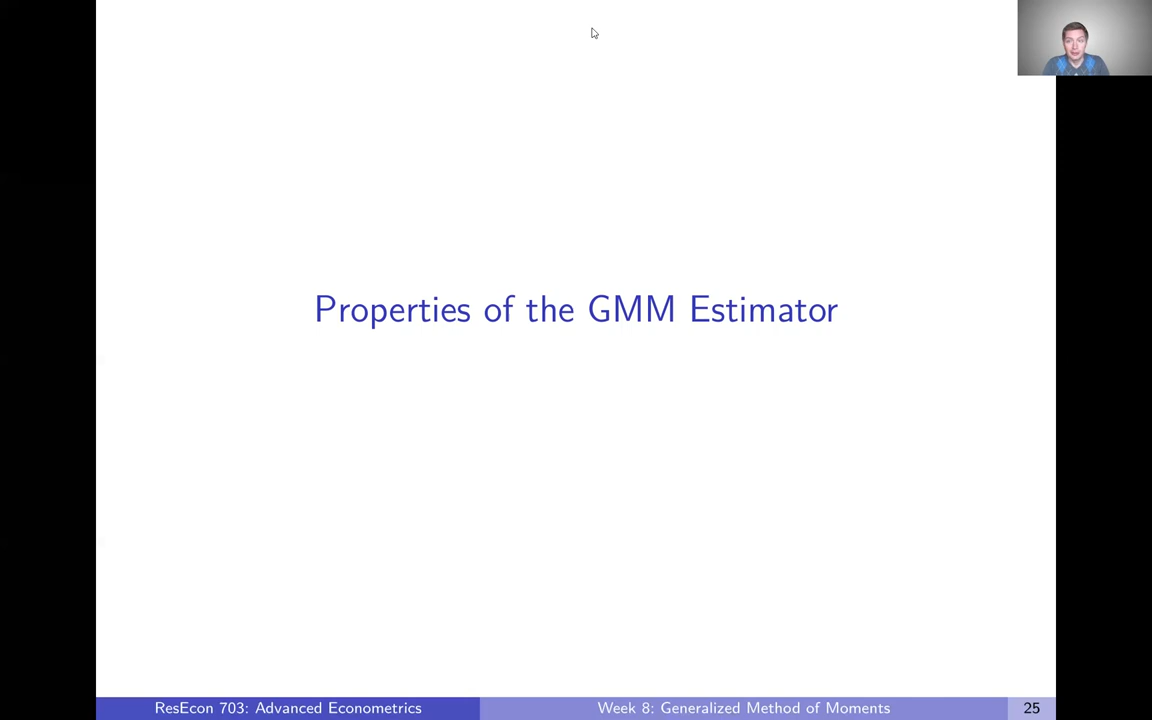 Properties of the GMM Estimator
ResEcon 703: Advanced Econometrics
Week 8: Generalized Method of Moments
25